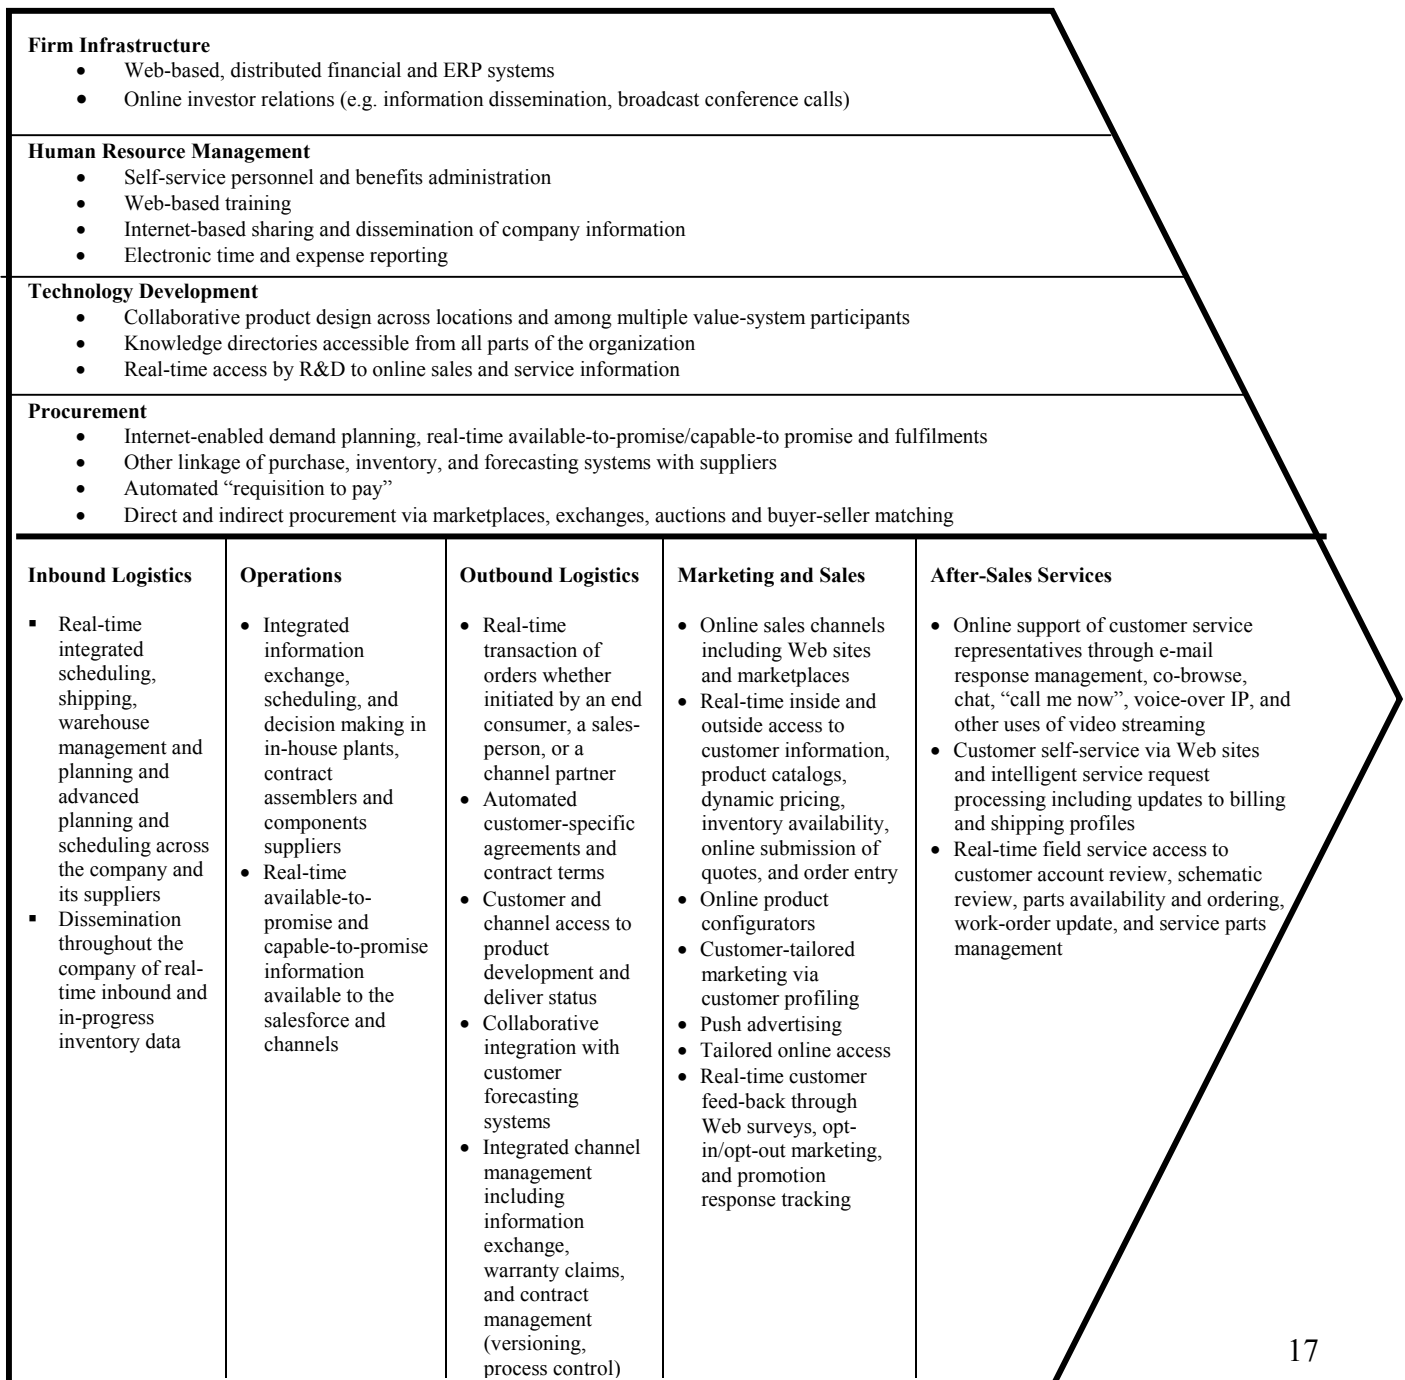 Firm Infrastructure
• Web-based, distributed financial and ERP systems
• Online investor relations (e.g. information dissemination, broadcast conference calls)
Human Resource Management
• Self-service personnel and benefits administration
• Web-based training
• Internet-based sharing and dissemination of company information
• Electronic time and expense reporting
Technology Development
• Collaborative product design across locations and among multiple value-system participants
• Knowledge directories accessible from all parts of the organization
• Real-time access by R&D to online sales and service information
Procurement
• Internet-enabled demand planning, real-time available-to-promise/capable-to promise and fulfilments
• Other linkage of purchase, inventory, and forecasting systems with suppliers
• Automated “requisition to pay”
• Direct and indirect procurement via marketplaces, exchanges, auctions and buyer-seller matching
Inbound Logistics
▪ Real-time
integrated
scheduling,
shipping,
warehouse
management and
planning and
advanced
planning and
scheduling across
the company and
its suppliers
▪ Dissemination
throughout the
company of real-
time inbound and
in-progress
inventory data
Operations
• Integrated
information
exchange,
scheduling, and
decision making in
in-house plants,
contract
assemblers and
components
suppliers
• Real-time
available-to-
promise and
capable-to-promise
information
available to the
salesforce and
channels
Outbound Logistics
• Real-time
transaction of
orders whether
initiated by an end
consumer, a sales-
person, or a
channel partner
• Automated
customer-specific
agreements and
contract terms
• Customer and
channel access to
product
development and
deliver status
• Collaborative
integration with
customer
forecasting
systems
• Integrated channel
management
including
information
exchange,
warranty claims,
and contract
management
(versioning,
process control)
Marketing and Sales
• Online sales channels
including Web sites
and marketplaces
• Real-time inside and
outside access to
customer information,
product catalogs,
dynamic pricing,
inventory availability,
online submission of
quotes, and order entry
• Online product
configurators
• Customer-tailored
marketing via
customer profiling
• Push advertising
• Tailored online access
• Real-time customer
feed-back through
Web surveys, opt-
in/opt-out marketing,
and promotion
response tracking
After-Sales Services
• Online support of customer service
representatives through e-mail
response management, co-browse,
chat, “call me now”, voice-over IP, and
other uses of video streaming
• Customer self-service via Web sites
and intelligent service request
processing including updates to billing
and shipping profiles
• Real-time field service access to
customer account review, schematic
review, parts availability and ordering,
work-order update, and service parts
management
17